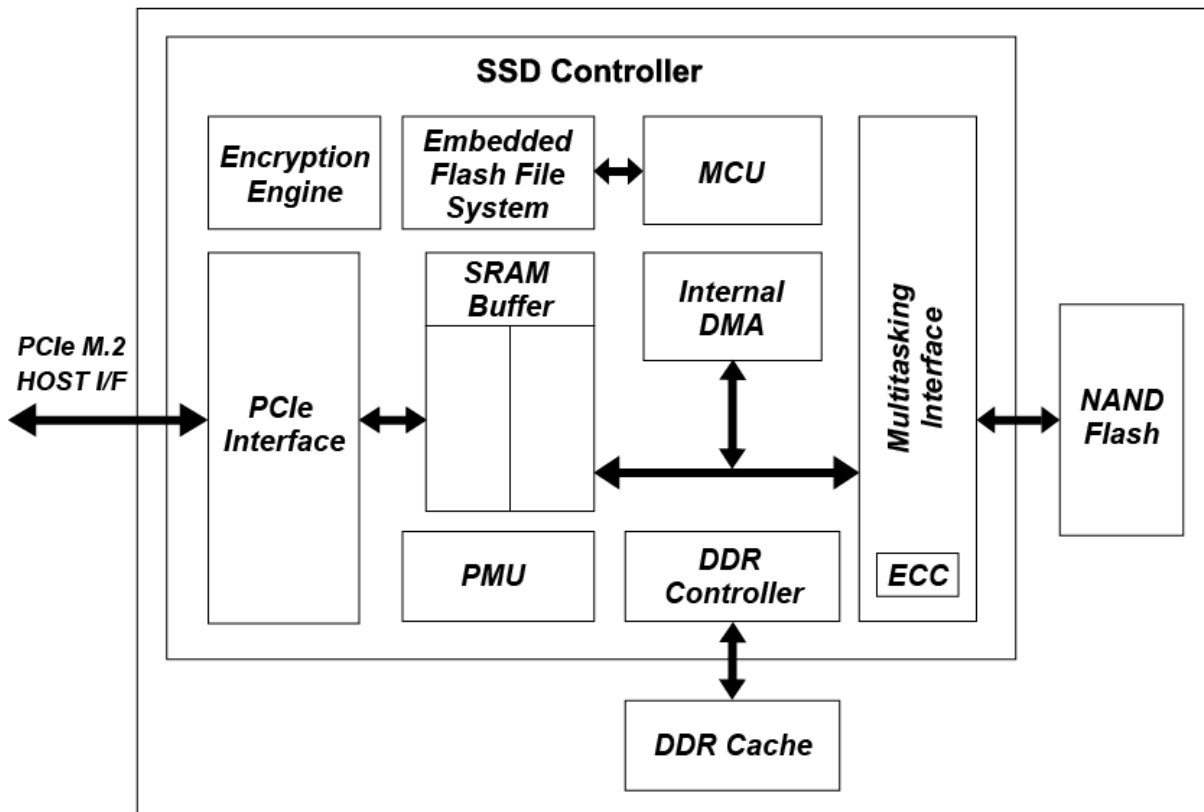 SSD Controller
Encryption
Engine
Embedded
Flash File
System
MCU
SRAM
Buffer
Internal
DMA
Multitasking
Interface
PCIe M.2
HOST I/F
PCIe
Interface
NAND
Flash
PMU
DDR
Controller
ECC
DDR Cache